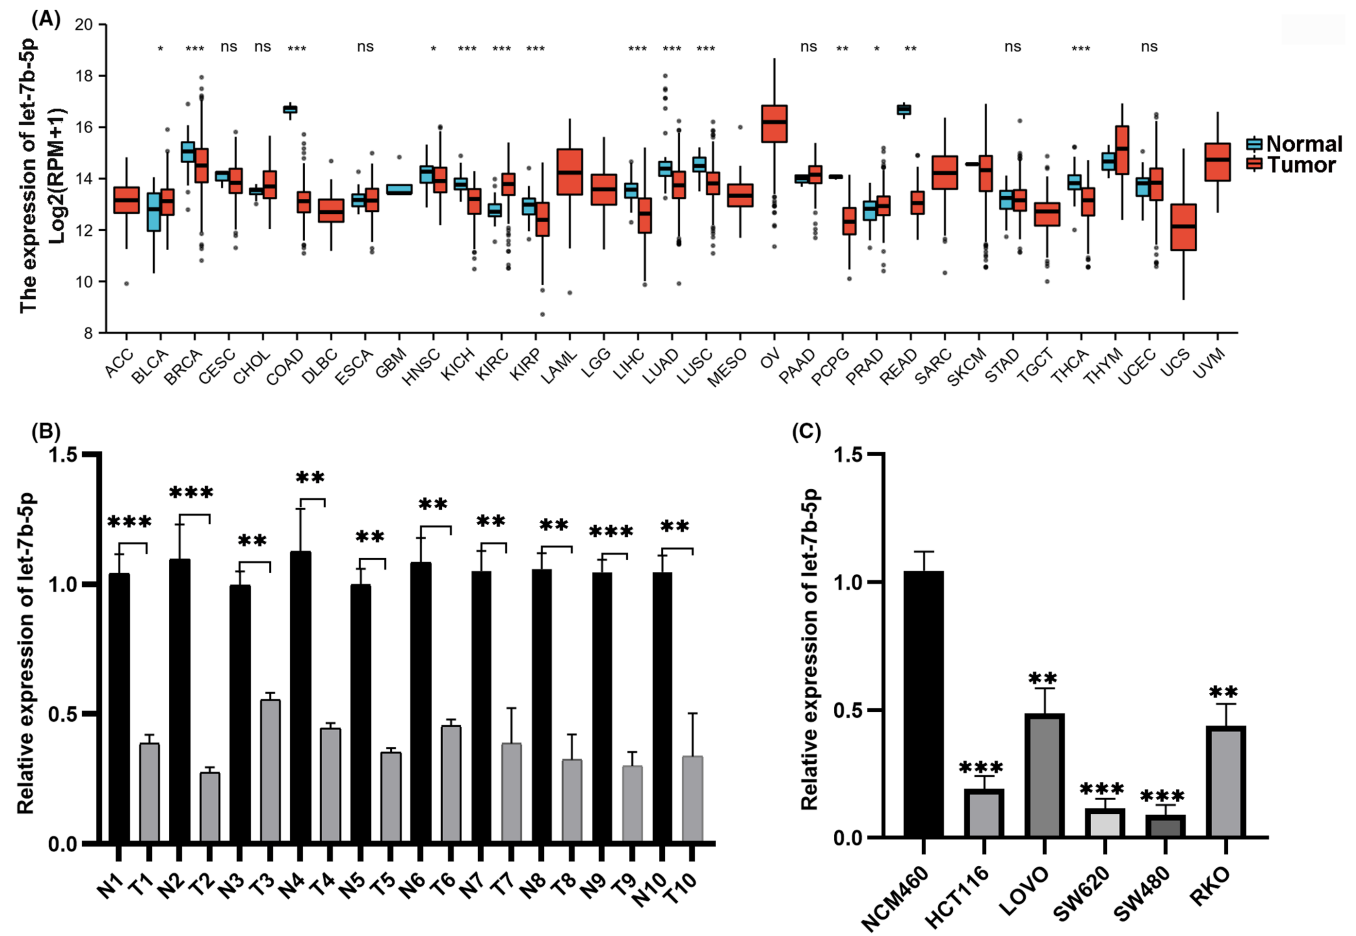 (A)
The expression of let-7b-5p
Log2(RPM+1)
20
18
16
14
12
10
8
* *** ns ns *** ns * *** *** *** *** *** *** ns ** * ** ns *** ns
Normal
Tumor
ACC BLCA BRCA CESC CHOL COAD DLBC ESCA GBM HNSC KICH KIRC KIRP LAML LGG LIHC LUAD LUSC MESO OV PAAD PCPG PRAD READ SARC SKCM STAD TGCT THCA THYM UCEC UCS UVM
(B)
Relative expression of let-7b-5p
1.5
1.0
0.5
0.0
*** *** ** ** ** ** ** ** *** **
N1 T1 N2 T2 N3 T3 N4 T4 N5 T5 N6 T6 N7 T7 N8 T8 N9 T9 N10 T10
(C)
Relative expression of let-7b-5p
1.5
1.0
0.5
0.0
*** ** *** *** **
NCM460 HCT116 LOVO SW620 SW480 RKO